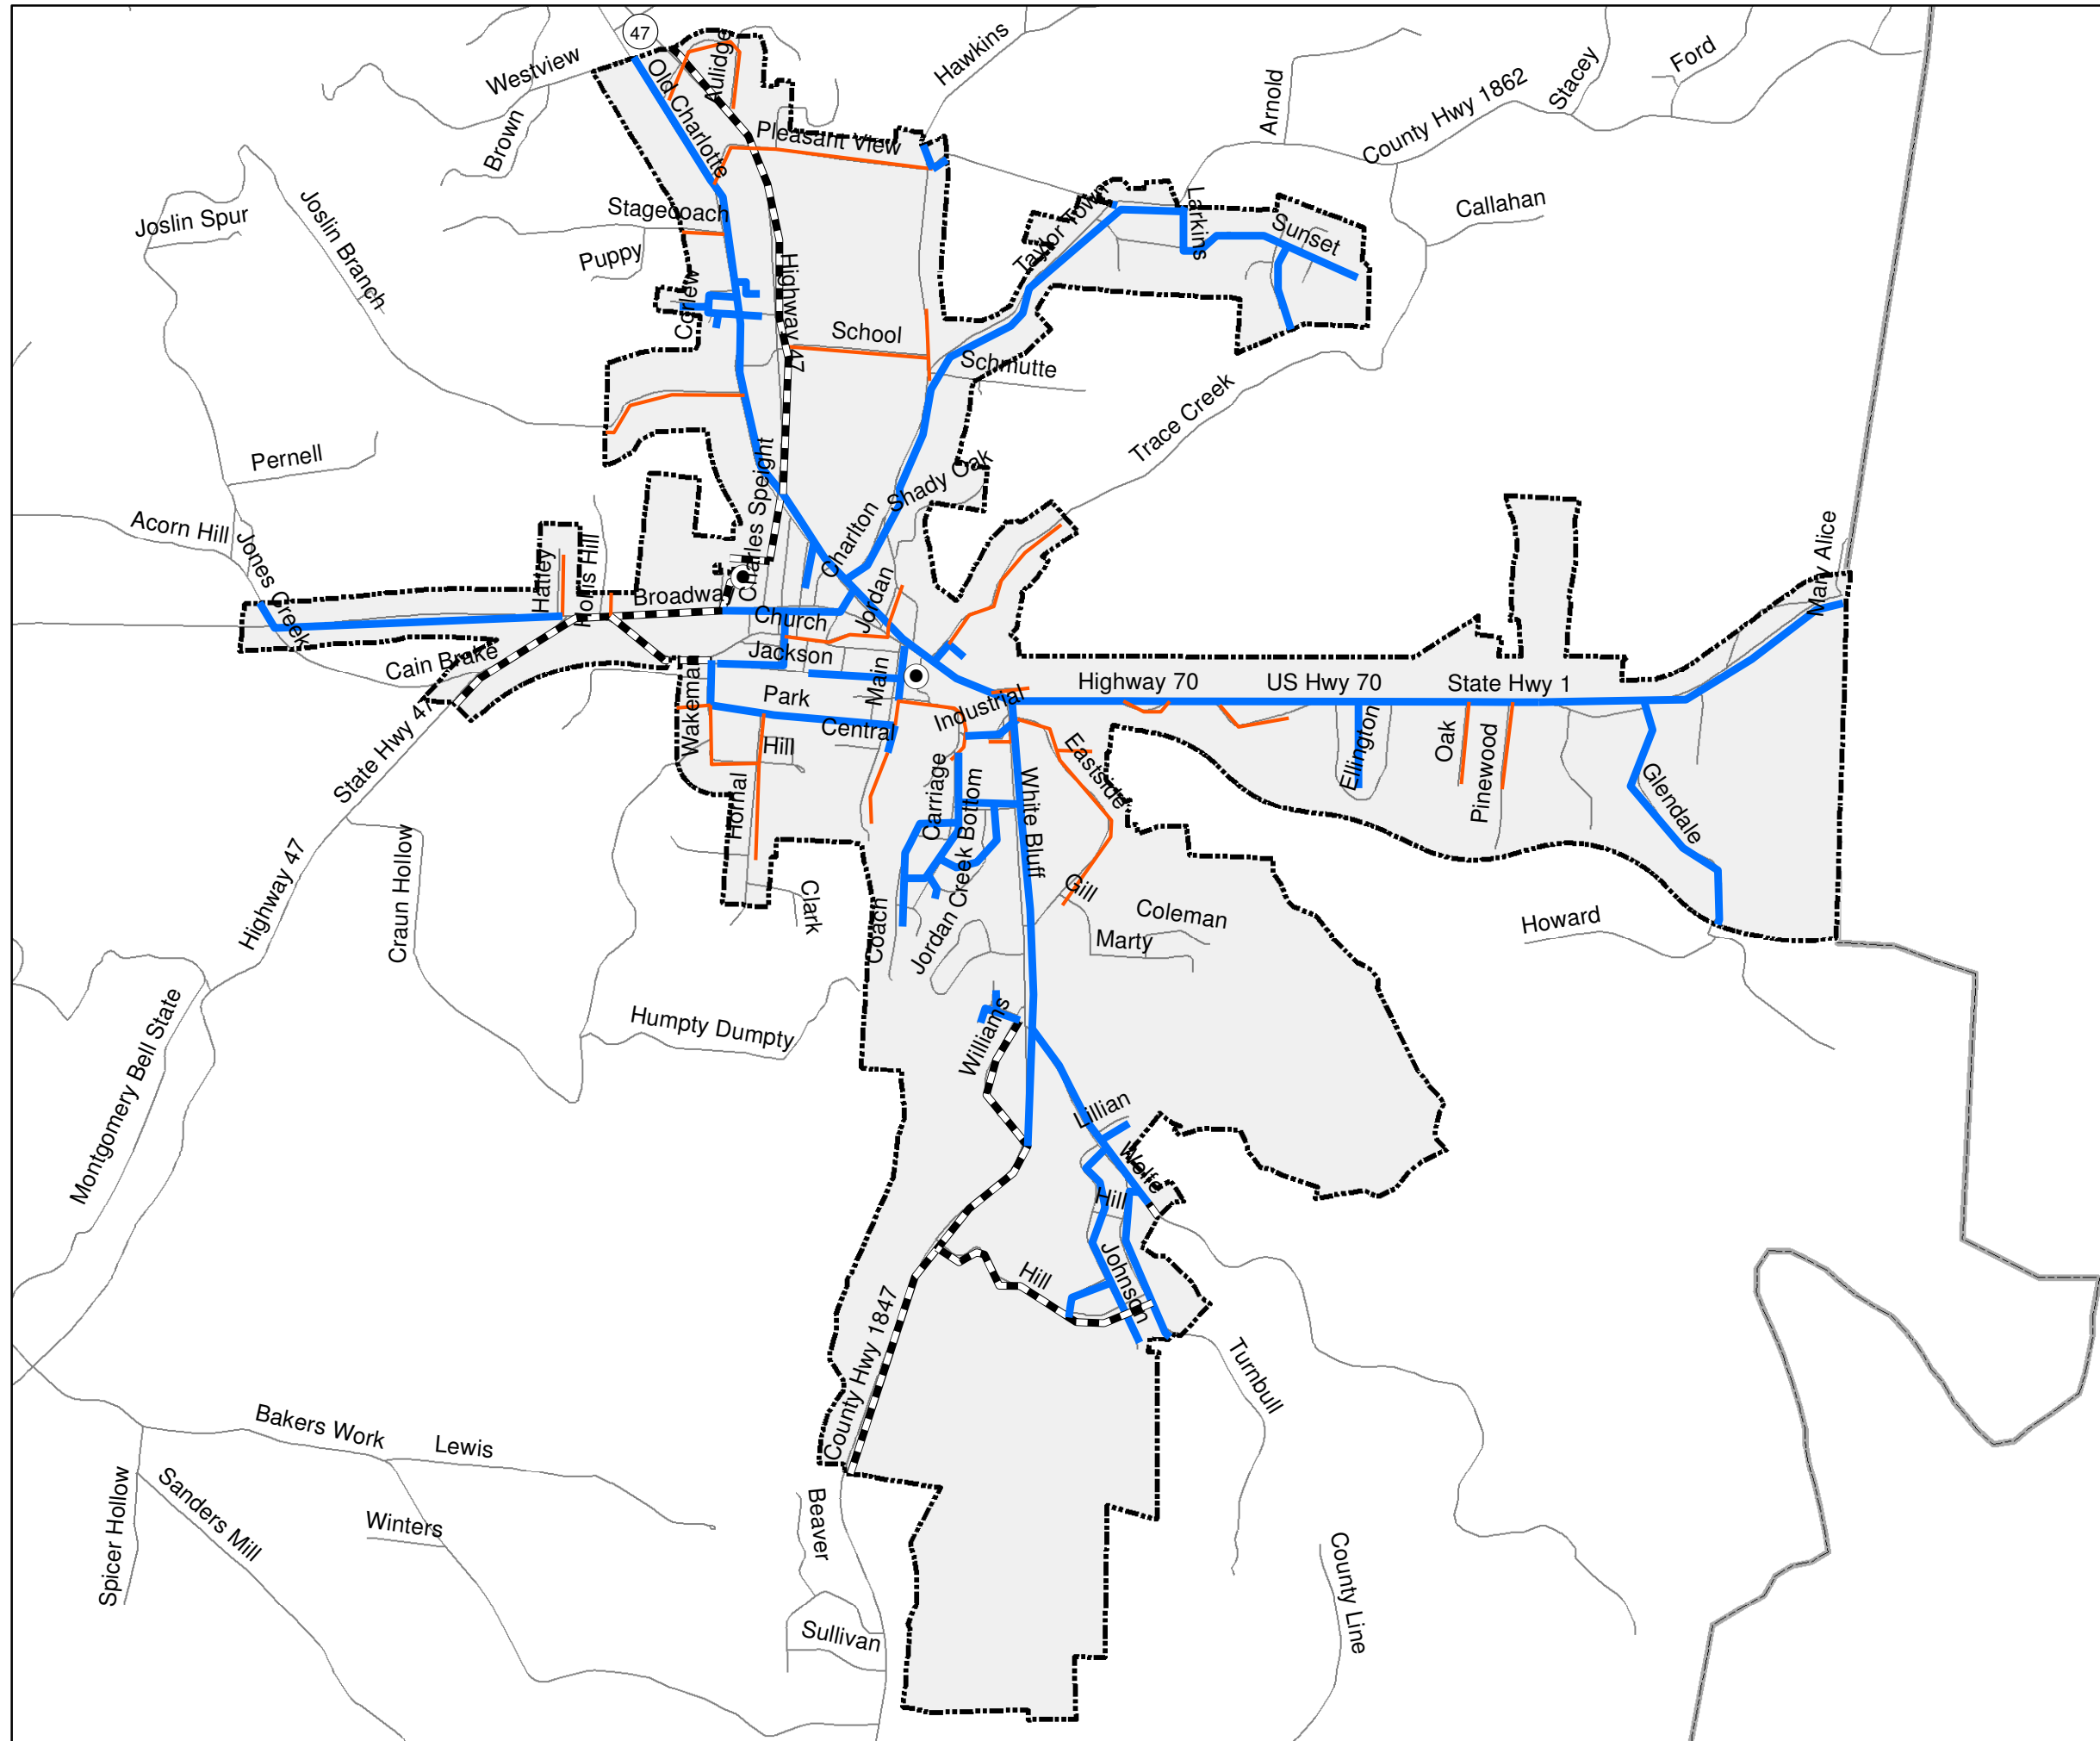 47
Westview
Old Charlotte
Aulidge
Hawkins
Arnold
County Hwy 1862
Stacey
Ford
Brown
Pleasant View
Joslin Spur
Joslin Branch
Stagecoach
Puppy
Taylor Town
Larkins
Sunset
Callahan
Corlew
Highway 47
School
Schmutte
Trace Creek
Pernell
Charles Speight
Shady Oak
Acorn Hill
Jones Creek
Hatley
Charlton
Mary Alice
Broadway
Church
Jordan
Cain Brake
Jackson
Main
Wakeman
Park
Central
Industrial
Highway 70
US Hwy 70
State Hwy 1
State Hwy 47
Hill
Hornal
Carriage
Jordan Creek Bottom
White Bluff
Eastside
Ellington
Oak
Pinewood
Glendale
Highway 47
Craun Hollow
Clark
Coach
Gill
Coleman
Marty
Howard
Montgomery Bell State
Humpty Dumpty
Williams
Lillian
Wolfe
Hill
Hill
Johnson
County Hwy 1847
Turnbull
Bakers Work
Lewis
Spicer Hollow
Sanders Mill
Winters
Beaver
Sullivan
County Line